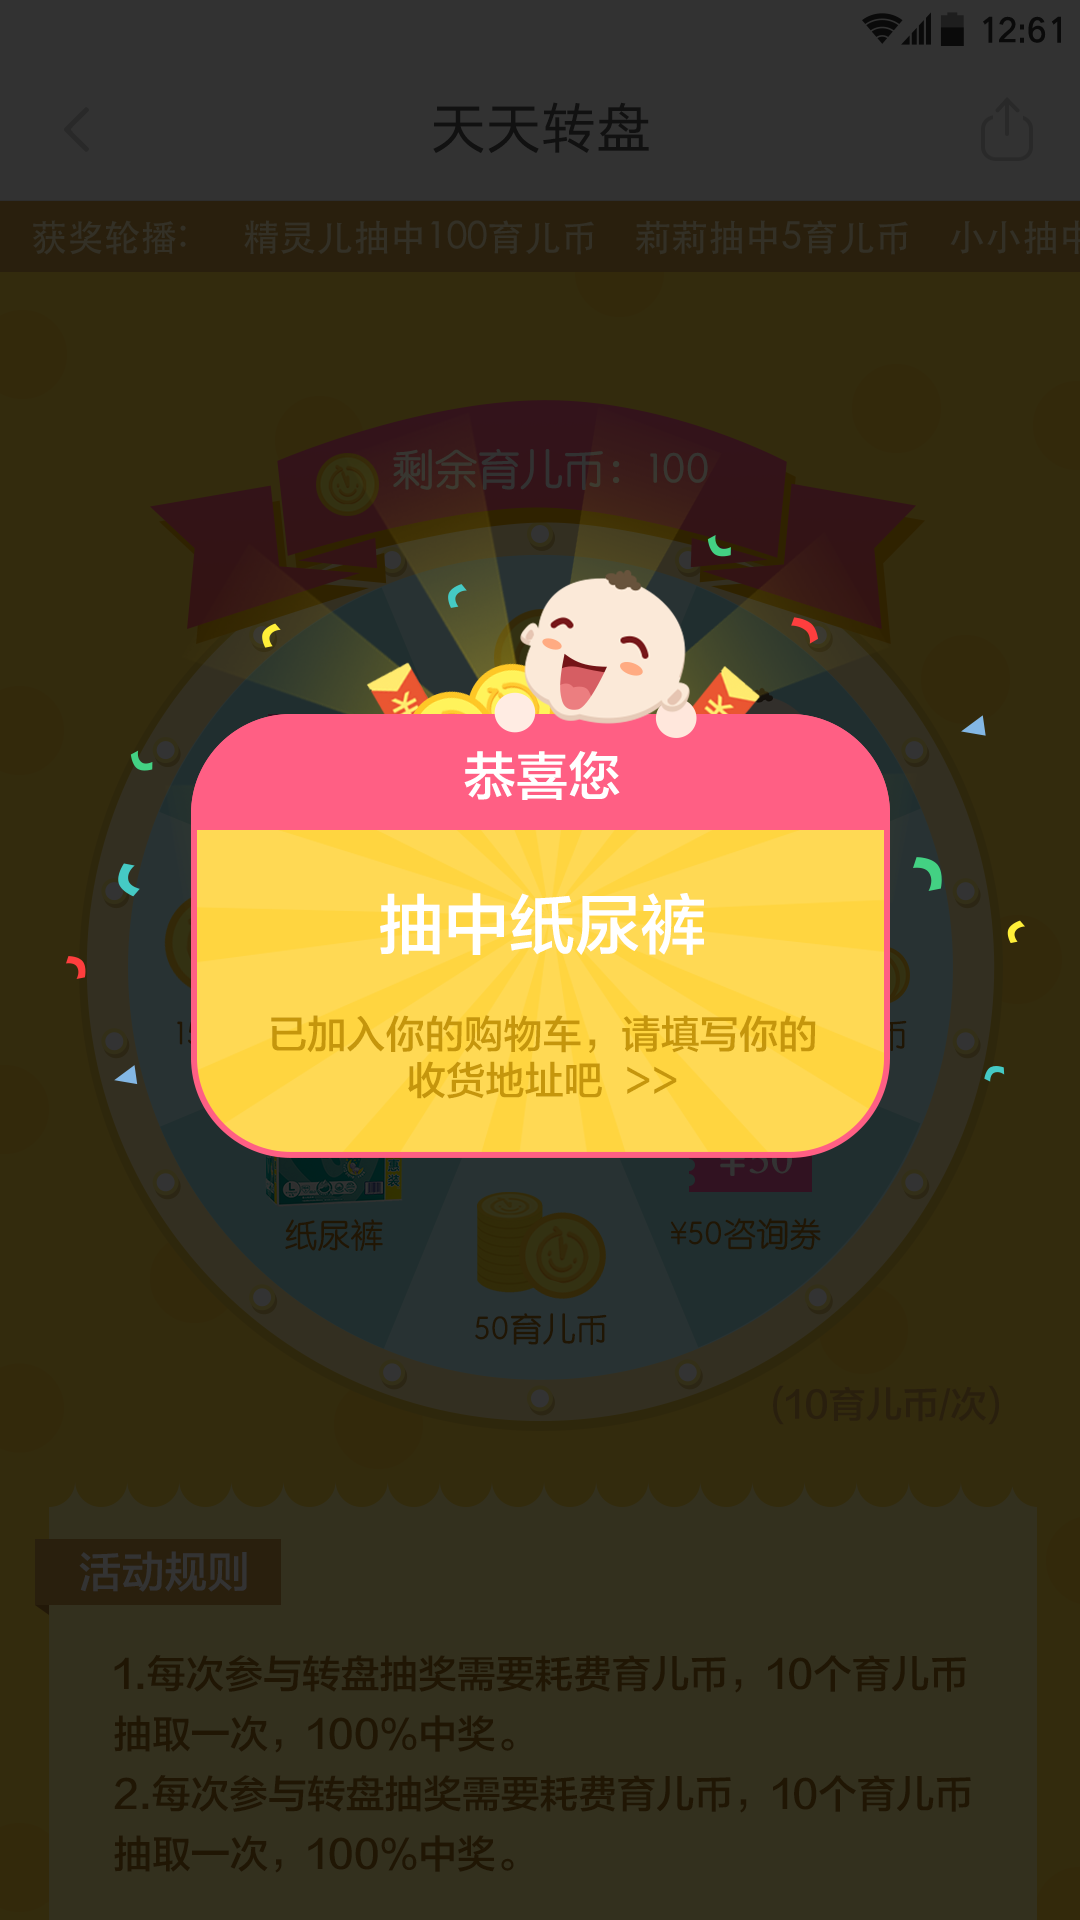 12:61
天天转盘
获奖轮播： 精灵儿抽中100育儿币 莉莉抽中5育儿币 小小抽中
剩余育儿币：100
恭喜您
抽中纸尿裤
已加入你的购物车，请填写你的
收货地址吧 >>
币
¥50
纸尿裤
¥50咨询券
50育儿币
(10育儿币/次)
活动规则
1.每次参与转盘抽奖需要耗费育儿币，10个育儿币
抽取一次，100%中奖。
2.每次参与转盘抽奖需要耗费育儿币，10个育儿币
抽取一次，100%中奖。